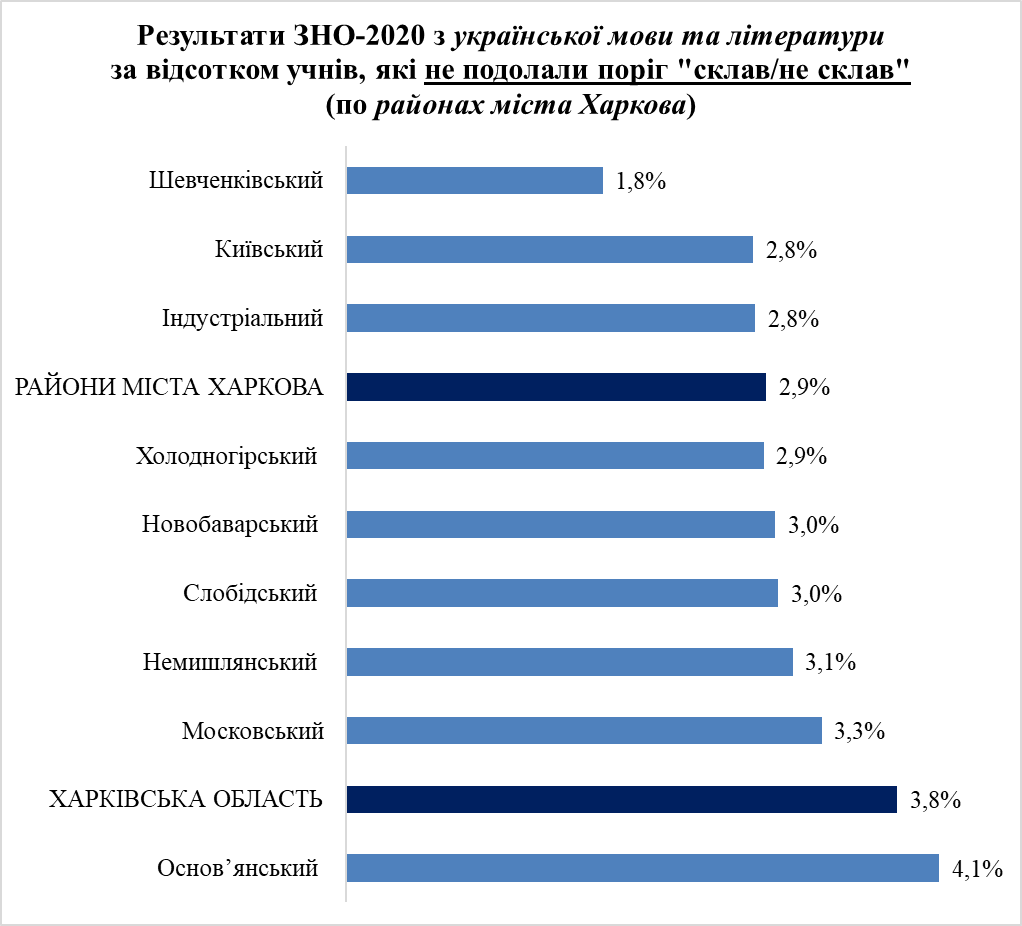 Результати ЗНО-2020 з української мови та літератури
за відсотком учнів, які не подолали поріг "склав/не склав"
(по районах міста Харкова)
Шевченківський 1,8%
Київський 2,8%
Індустріальний 2,8%
РАЙОНИ МІСТА ХАРКОВА 2,9%
Холодногірський 2,9%
Новобаварський 3,0%
Слобідський 3,0%
Немишлянський 3,1%
Московський 3,3%
ХАРКІВСЬКА ОБЛАСТЬ 3,8%
Основ’янський 4,1%